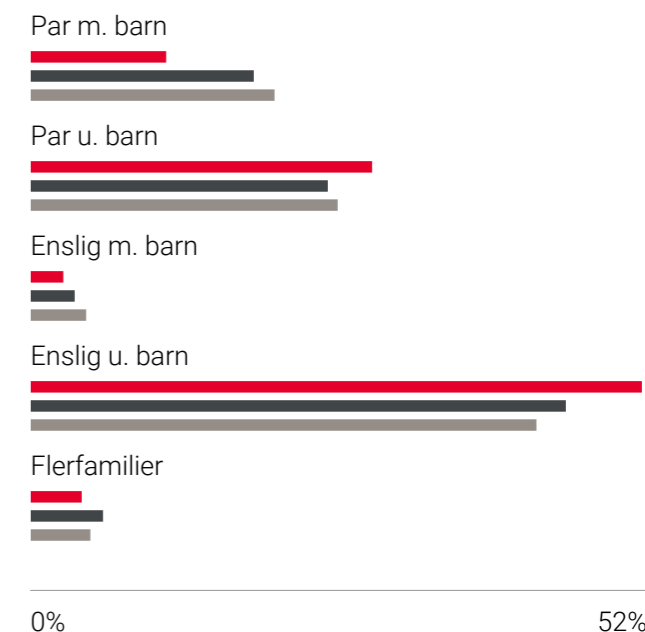 Par m. barn
Par u. barn
Enslig m. barn
Enslig u. barn
Flerfamilier
0% 52%